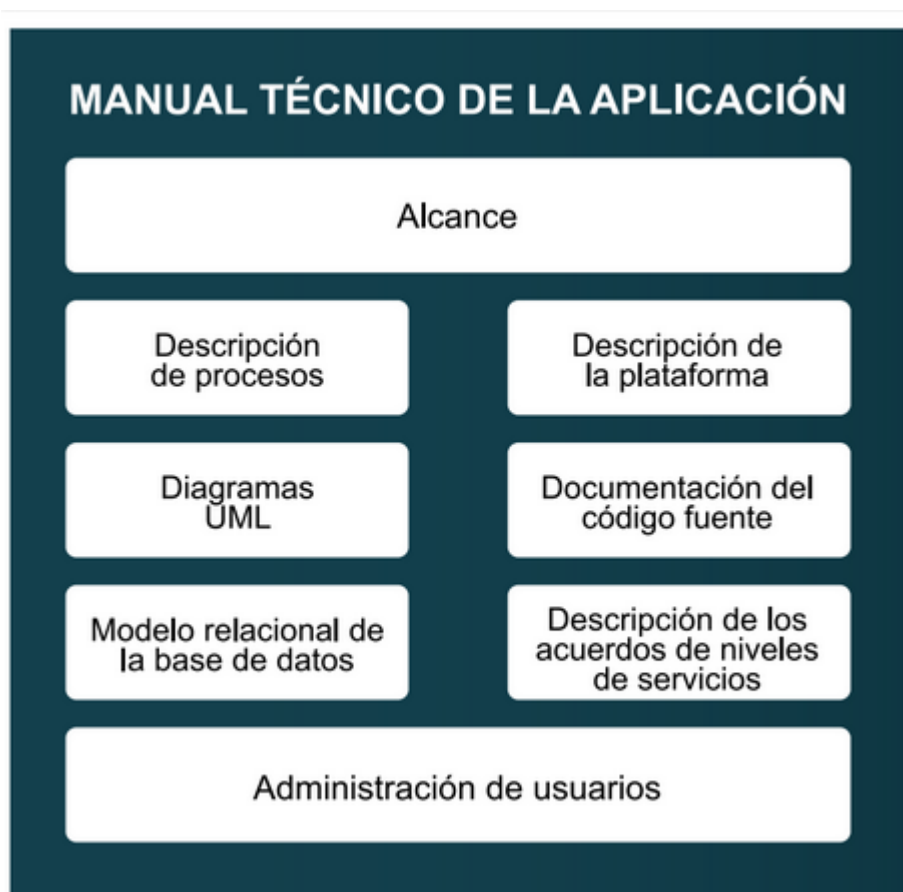 MANUAL TÉCNICO DE LA APLICACIÓN
Alcance
Descripción
de procesos
Descripción de
la plataforma
Diagramas
UML
Documentación del
código fuente
Modelo relacional de
la base de datos
Descripción de los
acuerdos de niveles
de servicios
Administración de usuarios